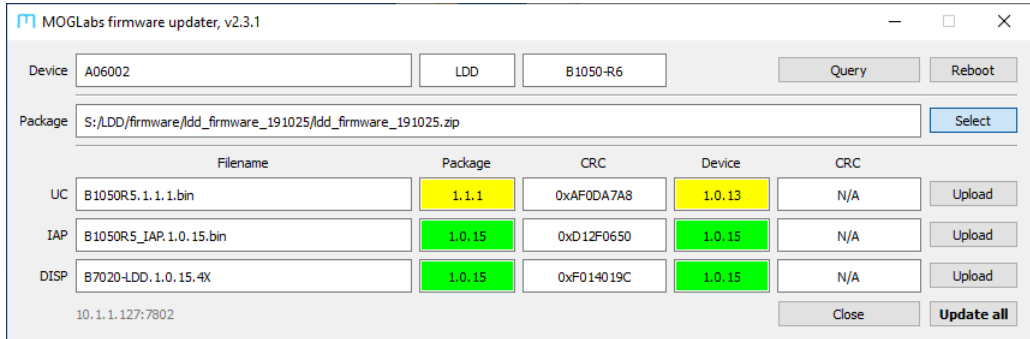 MOGLabs firmware updater, v2.3.1
Device A06002 LDD B1050-R6 Query Reboot
Package S:/LDD/firmware/ldd_firmware_191025/ldd_firmware_191025.zip Select
Filename Package CRC Device CRC
UC B1050R5.1.1.1.bin 1.1.1 0xAF0DA7A8 1.0.13 N/A Upload
IAP B1050R5_IAP.1.0.15.bin 1.0.15 0xD12F0650 1.0.15 N/A Upload
DISP B7020-LDD.1.0.15.4X 1.0.15 0xF014019C 1.0.15 N/A Upload
10.1.1.127:7802 Close Update all